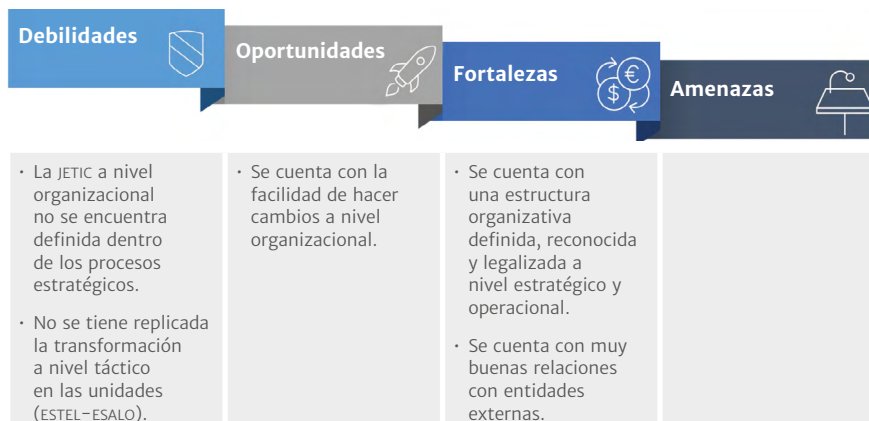 Debilidades
Oportunidades
Fortalezas
Amenazas
€
$
· La JETIC a nivel
organizacional
no se encuentra
definida dentro
de los procesos
estratégicos.
· No se tiene replicada
la transformación
a nivel táctico
en las unidades
(ESTEL-ESALO).
· Se cuenta con la
facilidad de hacer
cambios a nivel
organizacional.
· Se cuenta con
una estructura
organizativa
definida, reconocida
y legalizada a
nivel estratégico y
operacional.
· Se cuenta con muy
buenas relaciones
con entidades
externas.